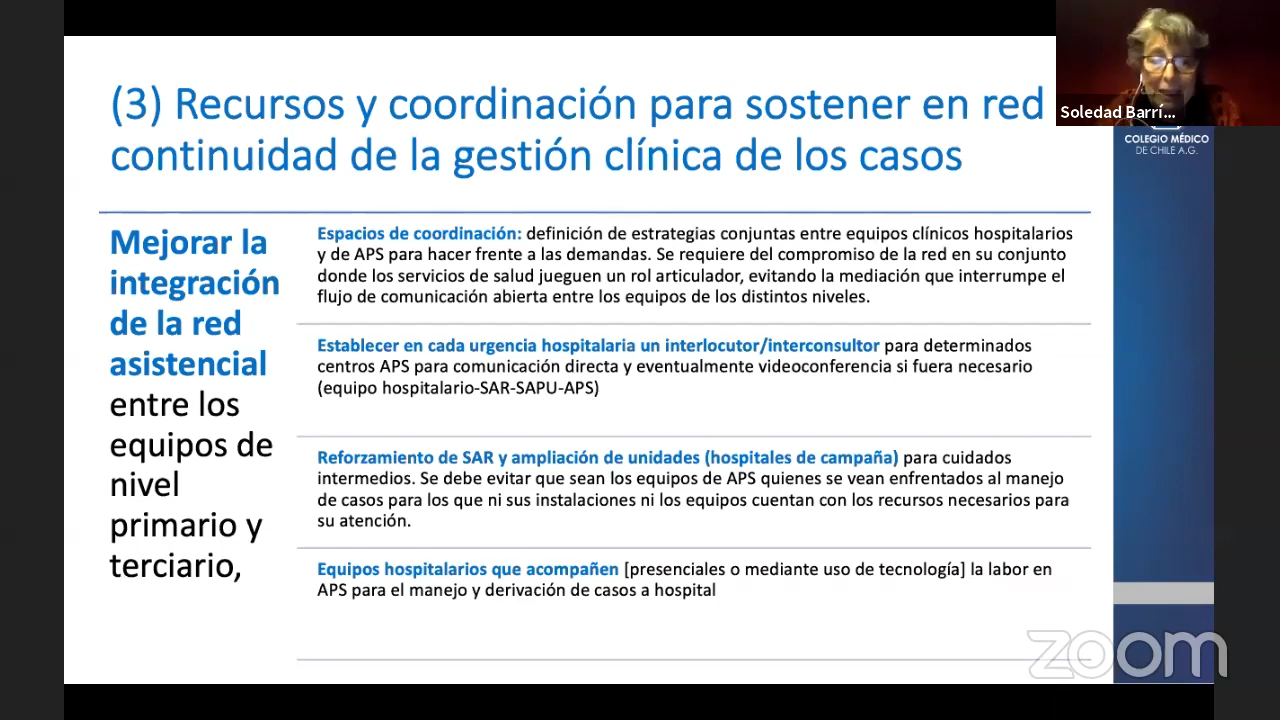 (3) Recursos y coordinación para sostener en red
continuidad de la gestión clínica de los casos
Soledad Barrí...
COLEGIO MÉDICO
DE CHILE A.G.
Mejorar la
integración
de la red
asistencial
entre los
equipos de
nivel
primario y
terciario,
Espacios de coordinación: definición de estrategias conjuntas entre equipos clínicos hospitalarios
y de APS para hacer frente a las demandas. Se requiere del compromiso de la red en su conjunto
donde los servicios de salud jueguen un rol articulador, evitando la mediación que interrumpe el
flujo de comunicación abierta entre los equipos de los distintos niveles.
Establecer en cada urgencia hospitalaria un interlocutor/interconsultor para determinados
centros APS para comunicación directa y eventualmente videoconferencia si fuera necesario
(equipo hospitalario-SAR-SAPU-APS)
Reforzamiento de SAR y ampliación de unidades (hospitales de campaña) para cuidados
intermedios. Se debe evitar que sean los equipos de APS quienes se vean enfrentados al manejo
de casos para los que ni sus instalaciones ni los equipos cuentan con los recursos necesarios para
su atención.
Equipos hospitalarios que acompañen [presenciales o mediante uso de tecnología] la labor en
APS para el manejo y derivación de casos a hospital
zoom